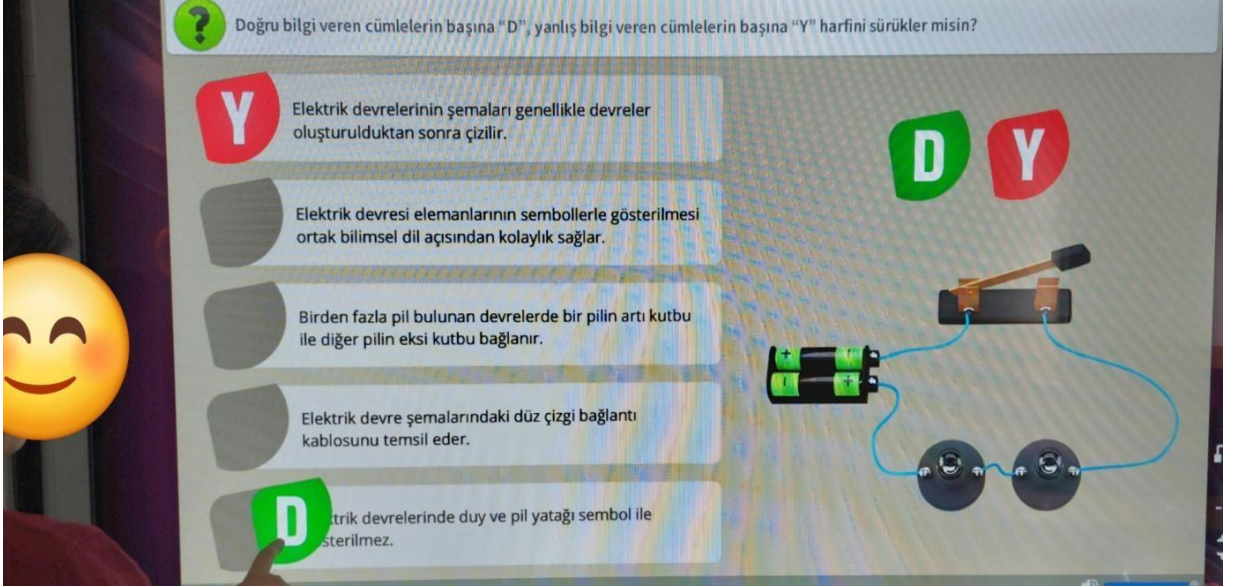 ?
Doğru bilgi veren cümlelerin başına “D”, yanlış bilgi veren cümlelerin başına “Y” harfini sürükler misin?
Y
Elektrik devrelerinin şemaları genellikle devreler
oluşturulduktan sonra çizilir.
D Y
Elektrik devresi elemanlarının sembollerle gösterilmesi
ortak bilimsel dil açısından kolaylık sağlar.
Birden fazla pil bulunan devrelerde bir pilin artı kutbu
ile diğer pilin eksi kutbu bağlanır.
+ -
- +
Elektrik devre şemalarındaki düz çizgi bağlantı
kablosunu temsil eder.
D
trik devrelerinde duy ve pil yatağı sembol ile
sterilmez.